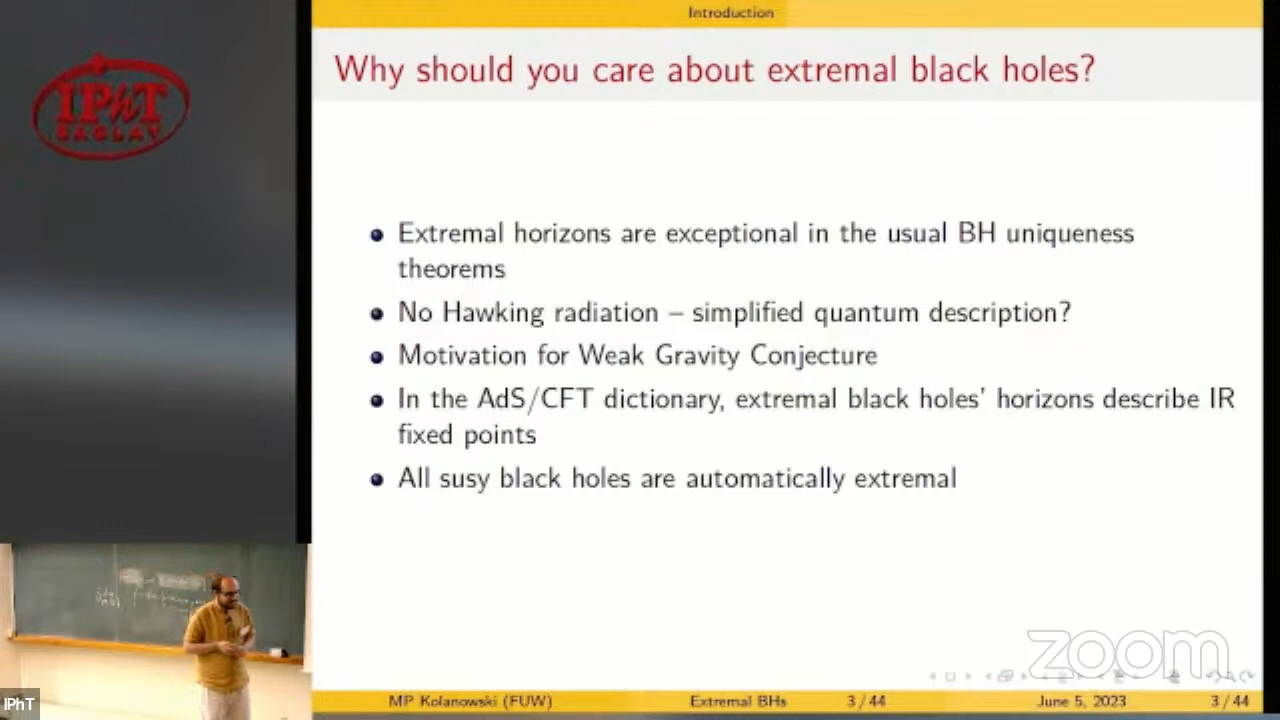 Introduction
IPhT
SACLAY
Why should you care about extremal black holes?
Extremal horizons are exceptional in the usual BH uniqueness
theorems
No Hawking radiation – simplified quantum description?
Motivation for Weak Gravity Conjecture
In the AdS/CFT dictionary, extremal black holes' horizons describe IR
fixed points
All susy black holes are automatically extremal
zoom
IPhT
MP Kolanowski (FUW) Extremal BHs 3 / 44 June 5, 2023 3 / 44